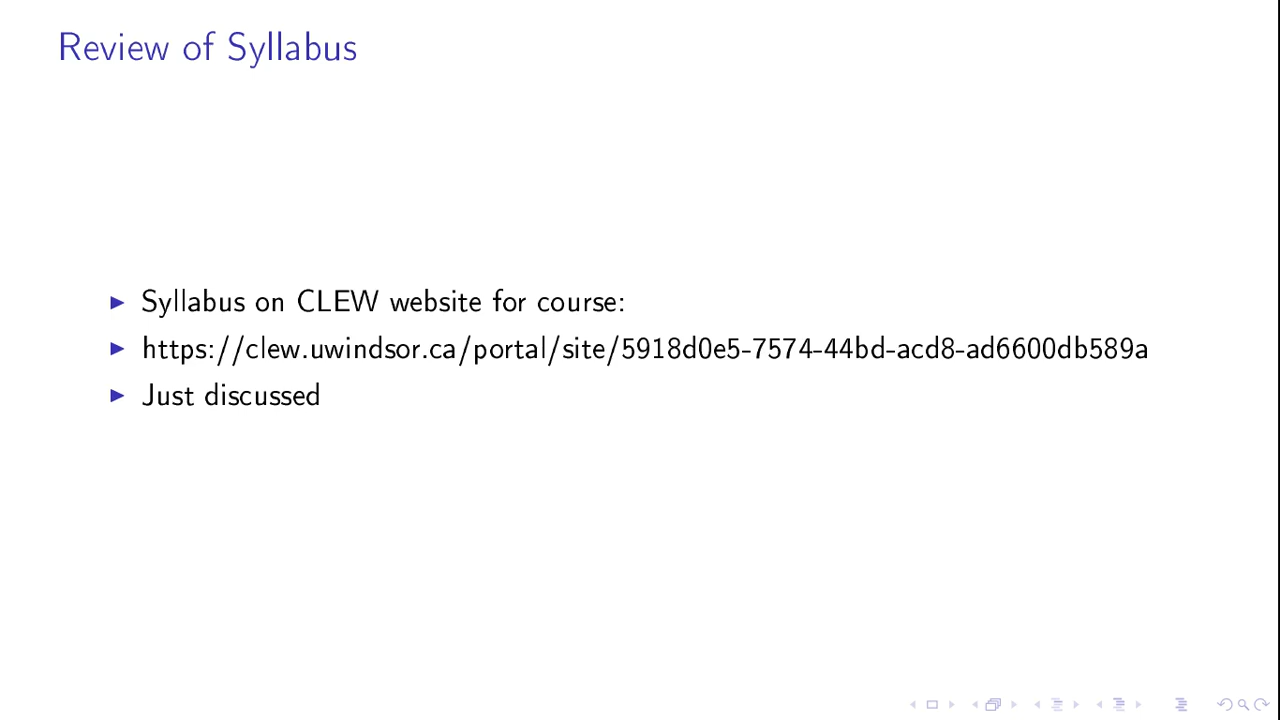 Review of Syllabus
Syllabus on CLEW website for course:
https://clew.uwindsor.ca/portal/site/5918d0e5-7574-44bd-acd8-ad6600db589a
Just discussed